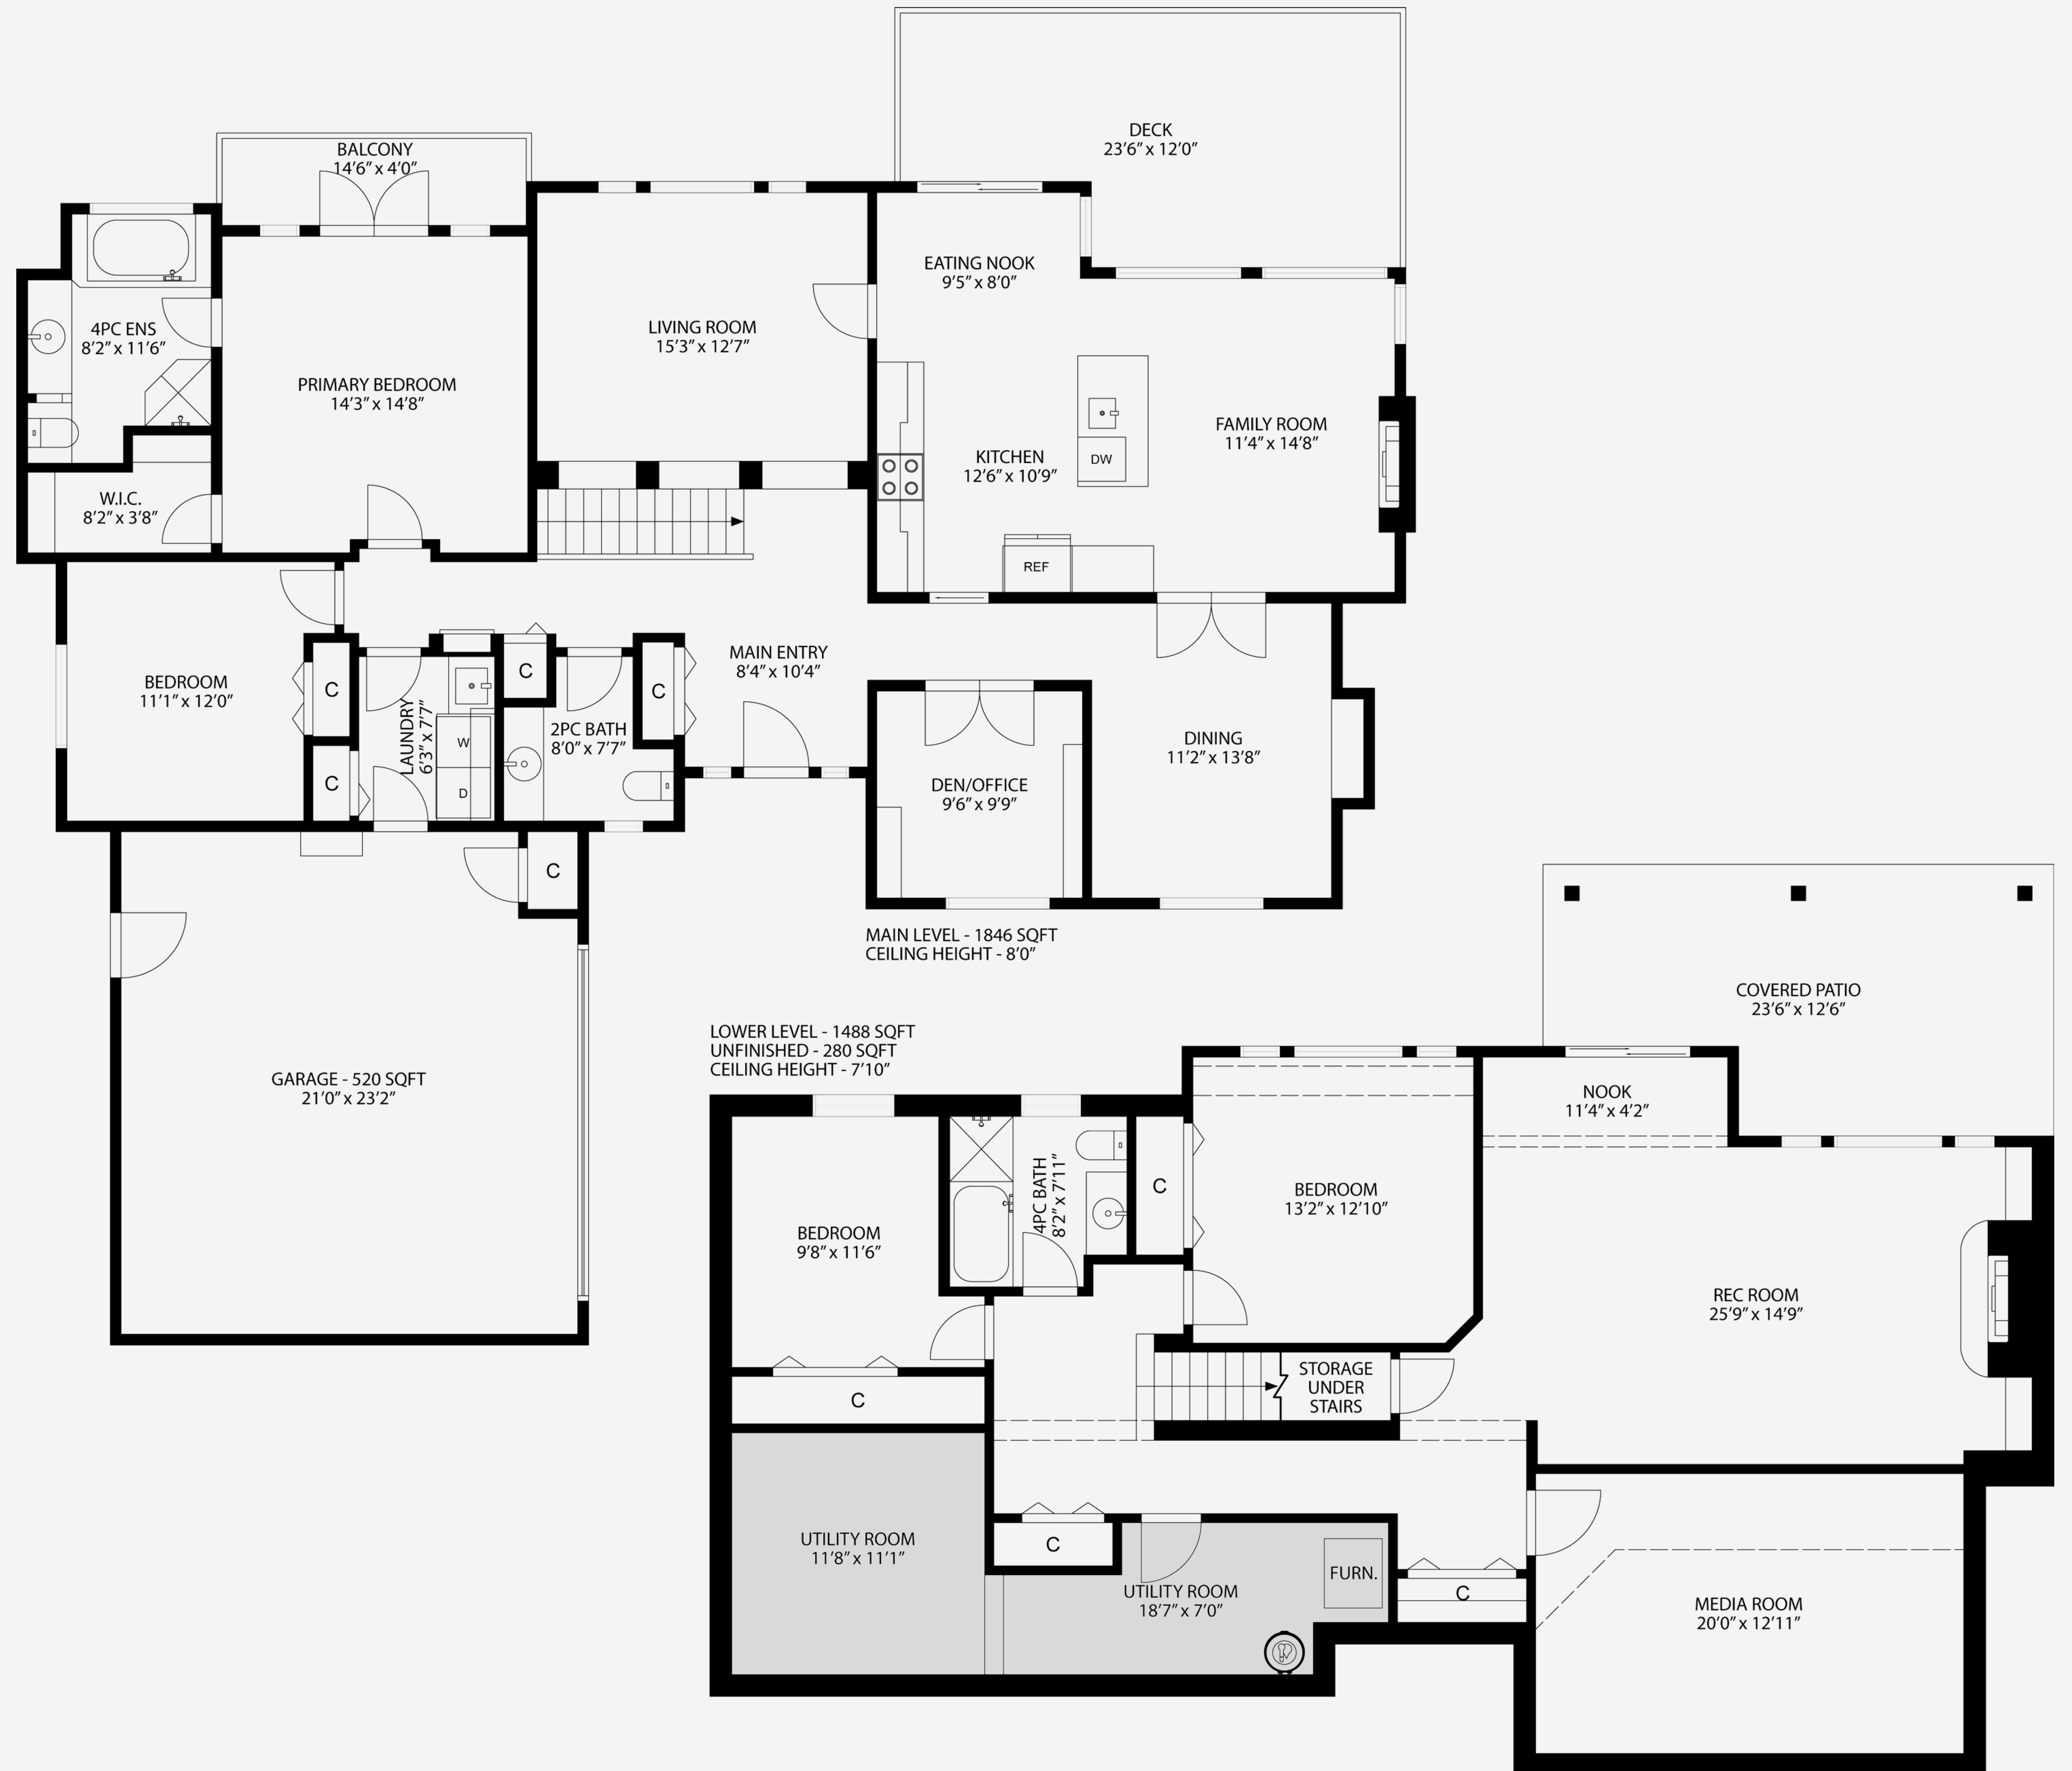 DECK
23’6” x 12’0”
BALCONY
14’6” x 4’0”
EATING NOOK
9’5” x 8’0”
4PC ENS
8’2” x 11’6”
LIVING ROOM
15’3” x 12’7”
PRIMARY BEDROOM
14’3” x 14’8”
FAMILY ROOM
11’4” x 14’8”
KITCHEN
12’6” x 10’9”
DW
W.I.C.
8’2” x 3’8”
REF
BEDROOM
11’1” x 12’0”
C
C
LAUNDRY
6’3” x 7’7”
W
D
C
2PC BATH
8’0” x 7’7”
C
MAIN ENTRY
8’4” x 10’4”
DEN/OFFICE
9’6” x 9’9”
DINING
11’2” x 13’8”
C
MAIN LEVEL - 1846 SQFT
CEILING HEIGHT - 8’0”
GARAGE - 520 SQFT
21’0” x 23’2”
LOWER LEVEL - 1488 SQFT
UNFINISHED - 280 SQFT
CEILING HEIGHT - 7’10”
COVERED PATIO
23’6” x 12’6”
NOOK
11’4” x 4’2”
BEDROOM
9’8” x 11’6”
4PC BATH
8’2” x 7’11”
C
BEDROOM
13’2” x 12’10”
REC ROOM
25’9” x 14’9”
STORAGE
UNDER
STAIRS
C
UTILITY ROOM
11’8” x 11’1”
C
UTILITY ROOM
18’7” x 7’0”
FURN.
C
MEDIA ROOM
20’0” x 12’11”